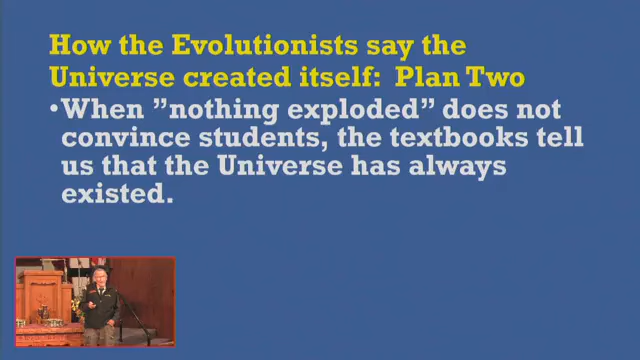 How the Evolutionists say the
Universe created itself: Plan Two
•When ”nothing exploded” does not
convince students, the textbooks tell
us that the Universe has always
existed.